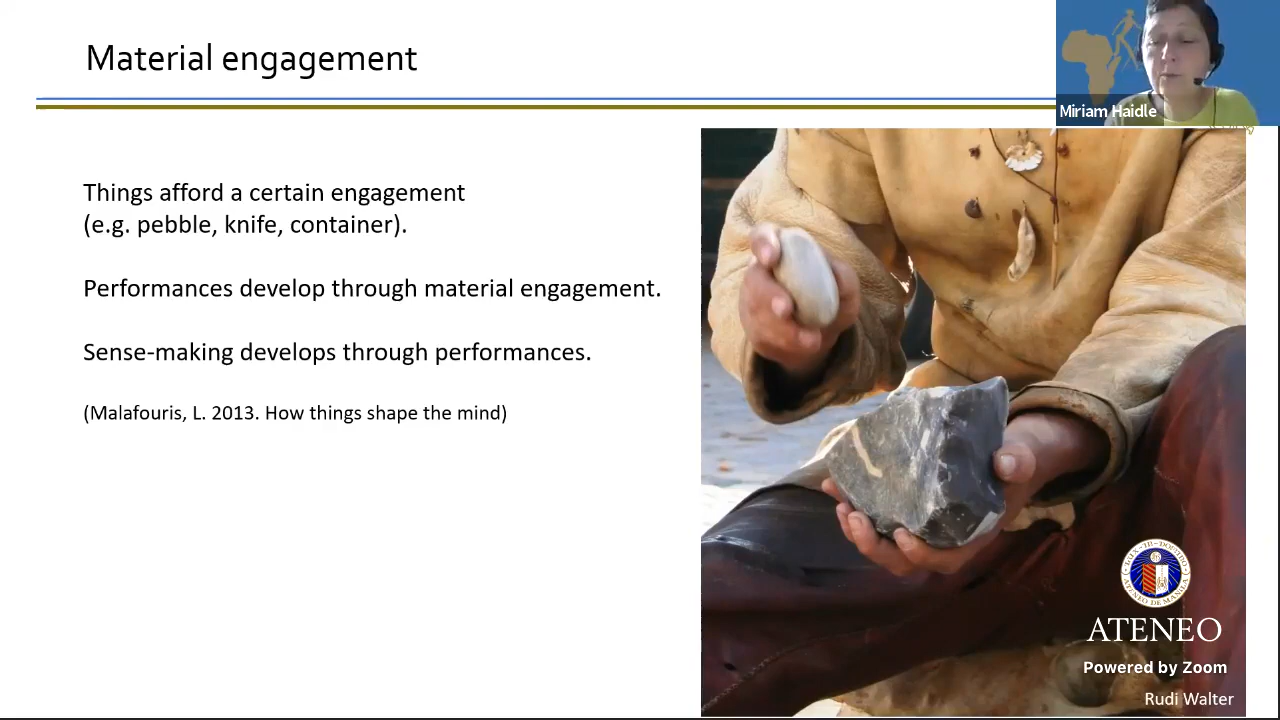 Material engagement
Miriam Haidle
Things afford a certain engagement
(e.g. pebble, knife, container).
Performances develop through material engagement.
Sense-making develops through performances.
(Malafouris, L. 2013. How things shape the mind)
ATENEO
Powered by Zoom
Rudi Walter